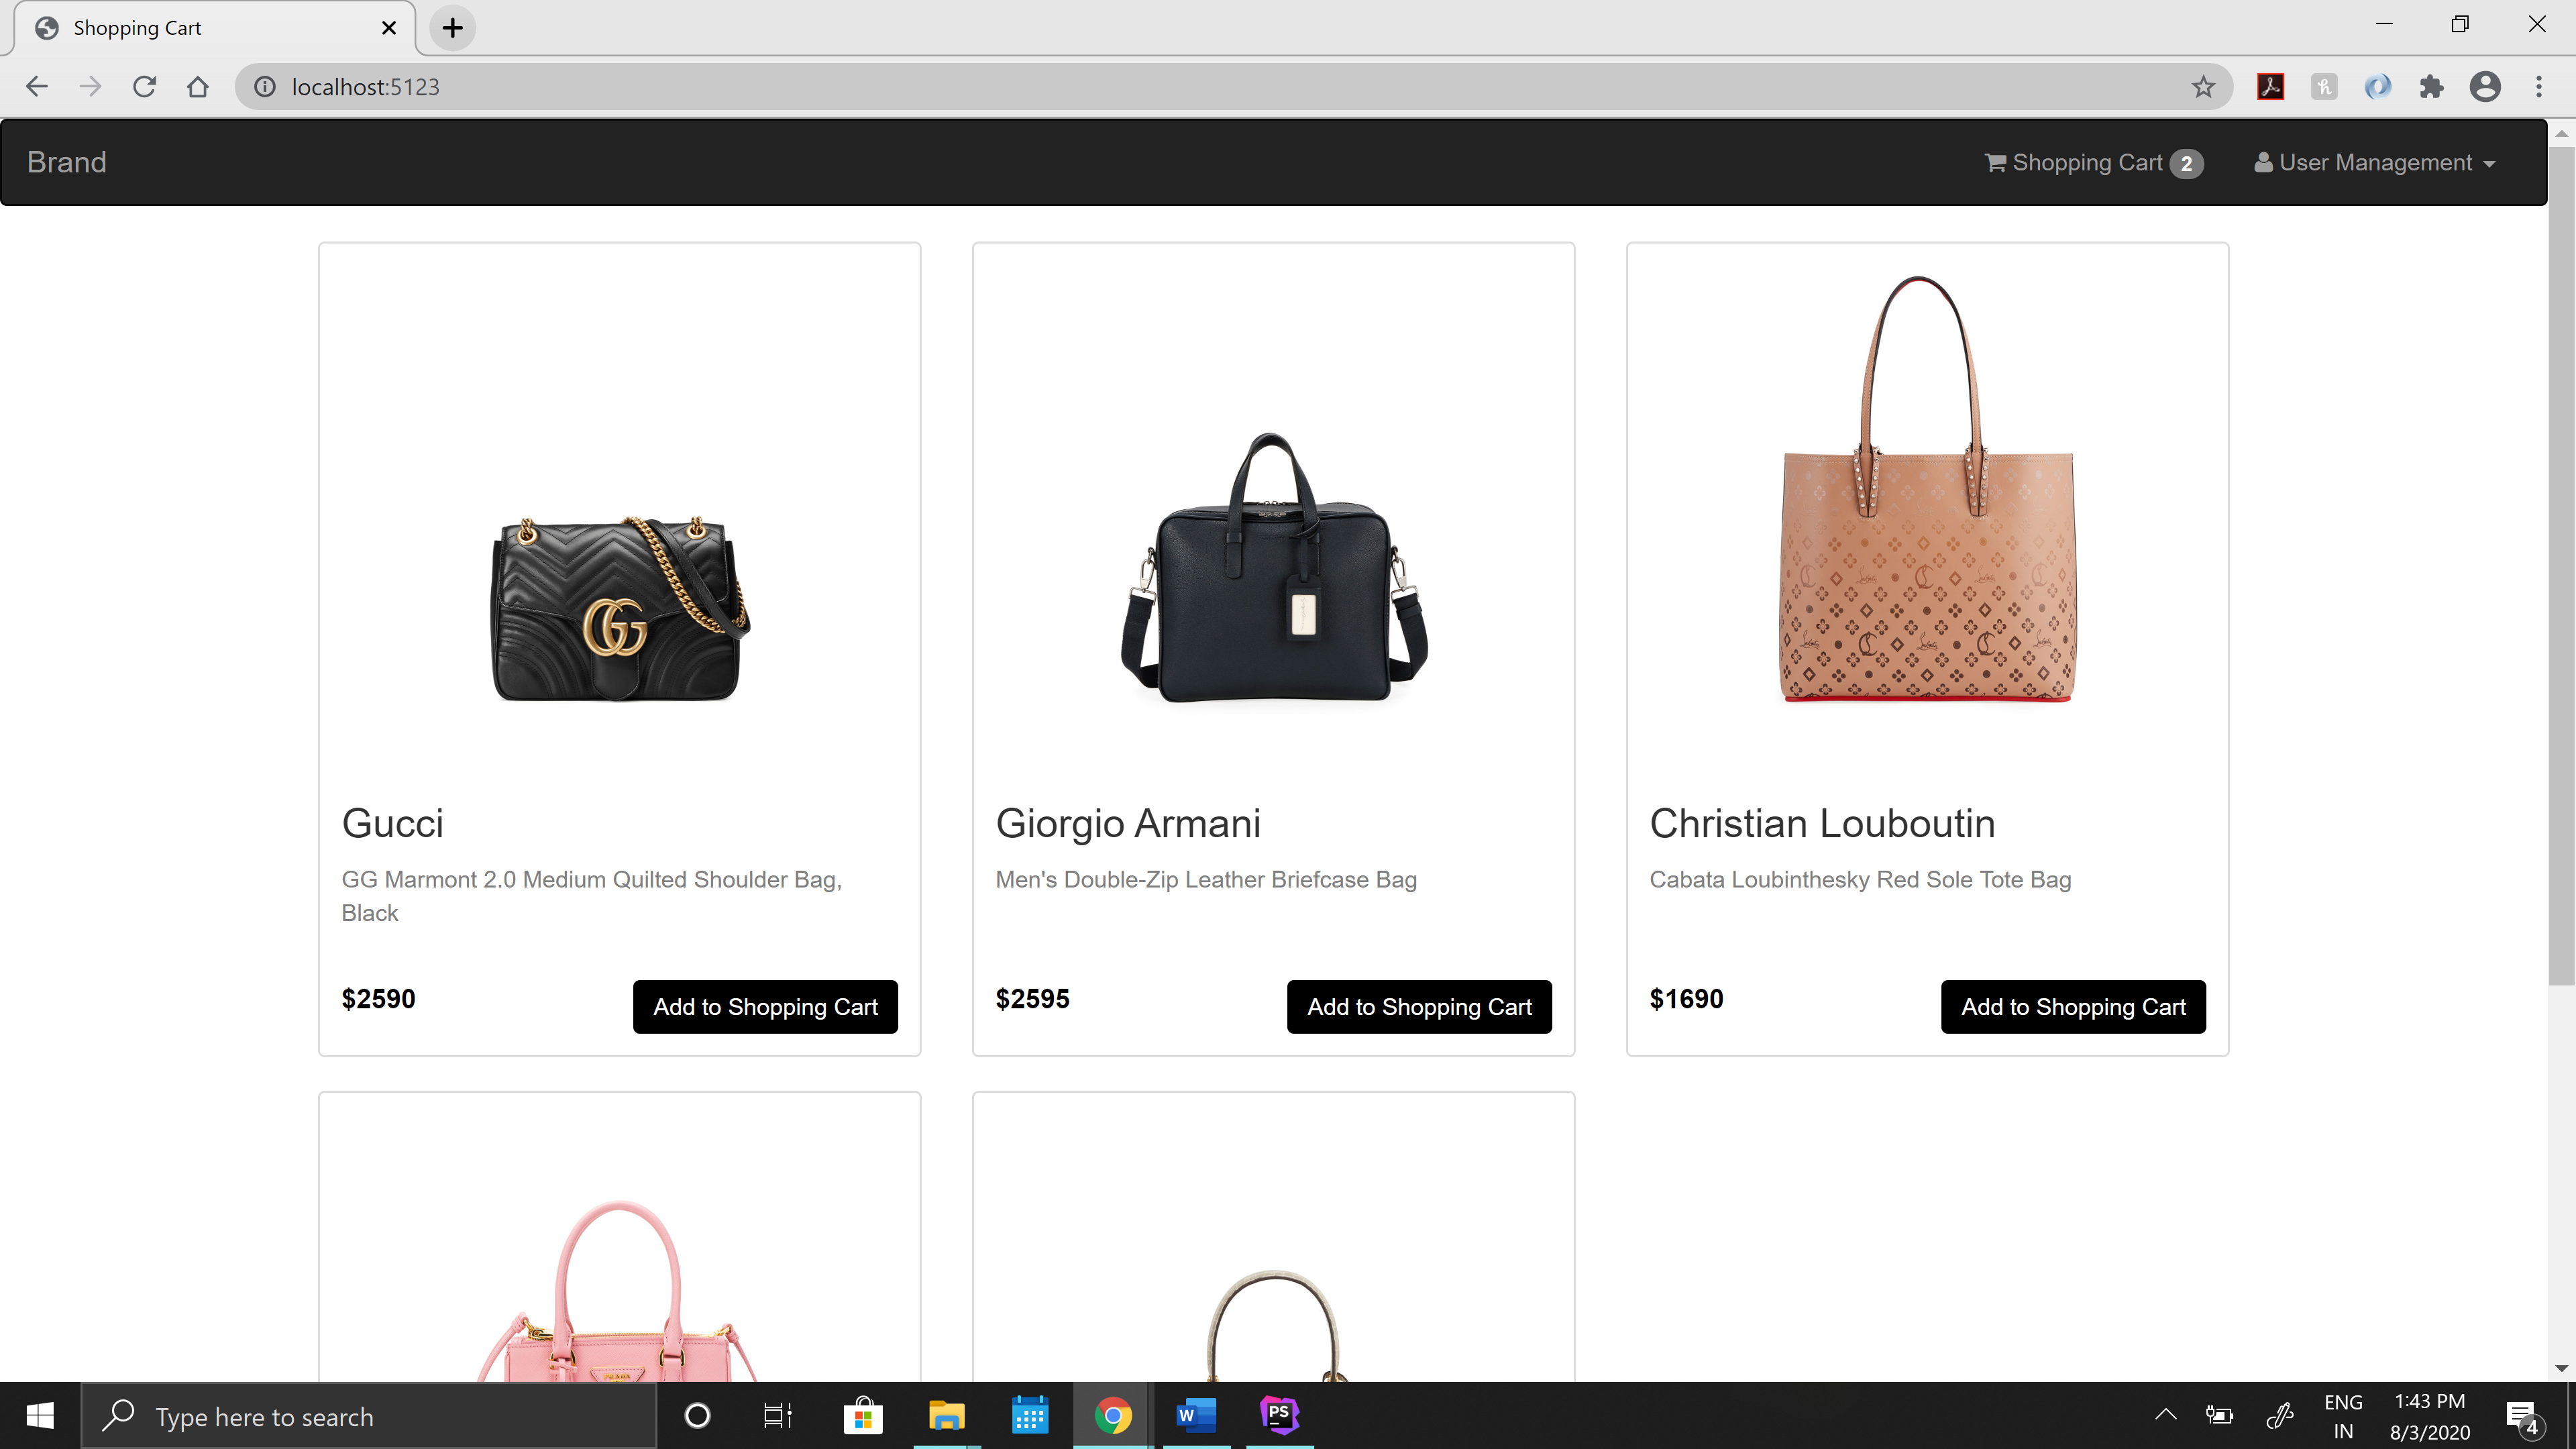 Shopping Cart
localhost:5123
Brand
Shopping Cart 2
User Management
Gucci
GG Marmont 2.0 Medium Quilted Shoulder Bag,
Black
$2590
Add to Shopping Cart
Giorgio Armani
Men's Double-Zip Leather Briefcase Bag
$2595
Add to Shopping Cart
Christian Louboutin
Cabata Loubinthesky Red Sole Tote Bag
$1690
Add to Shopping Cart
PRADA
Type here to search
W
PS
ENG
IN
1:43 PM
8/3/2020
4